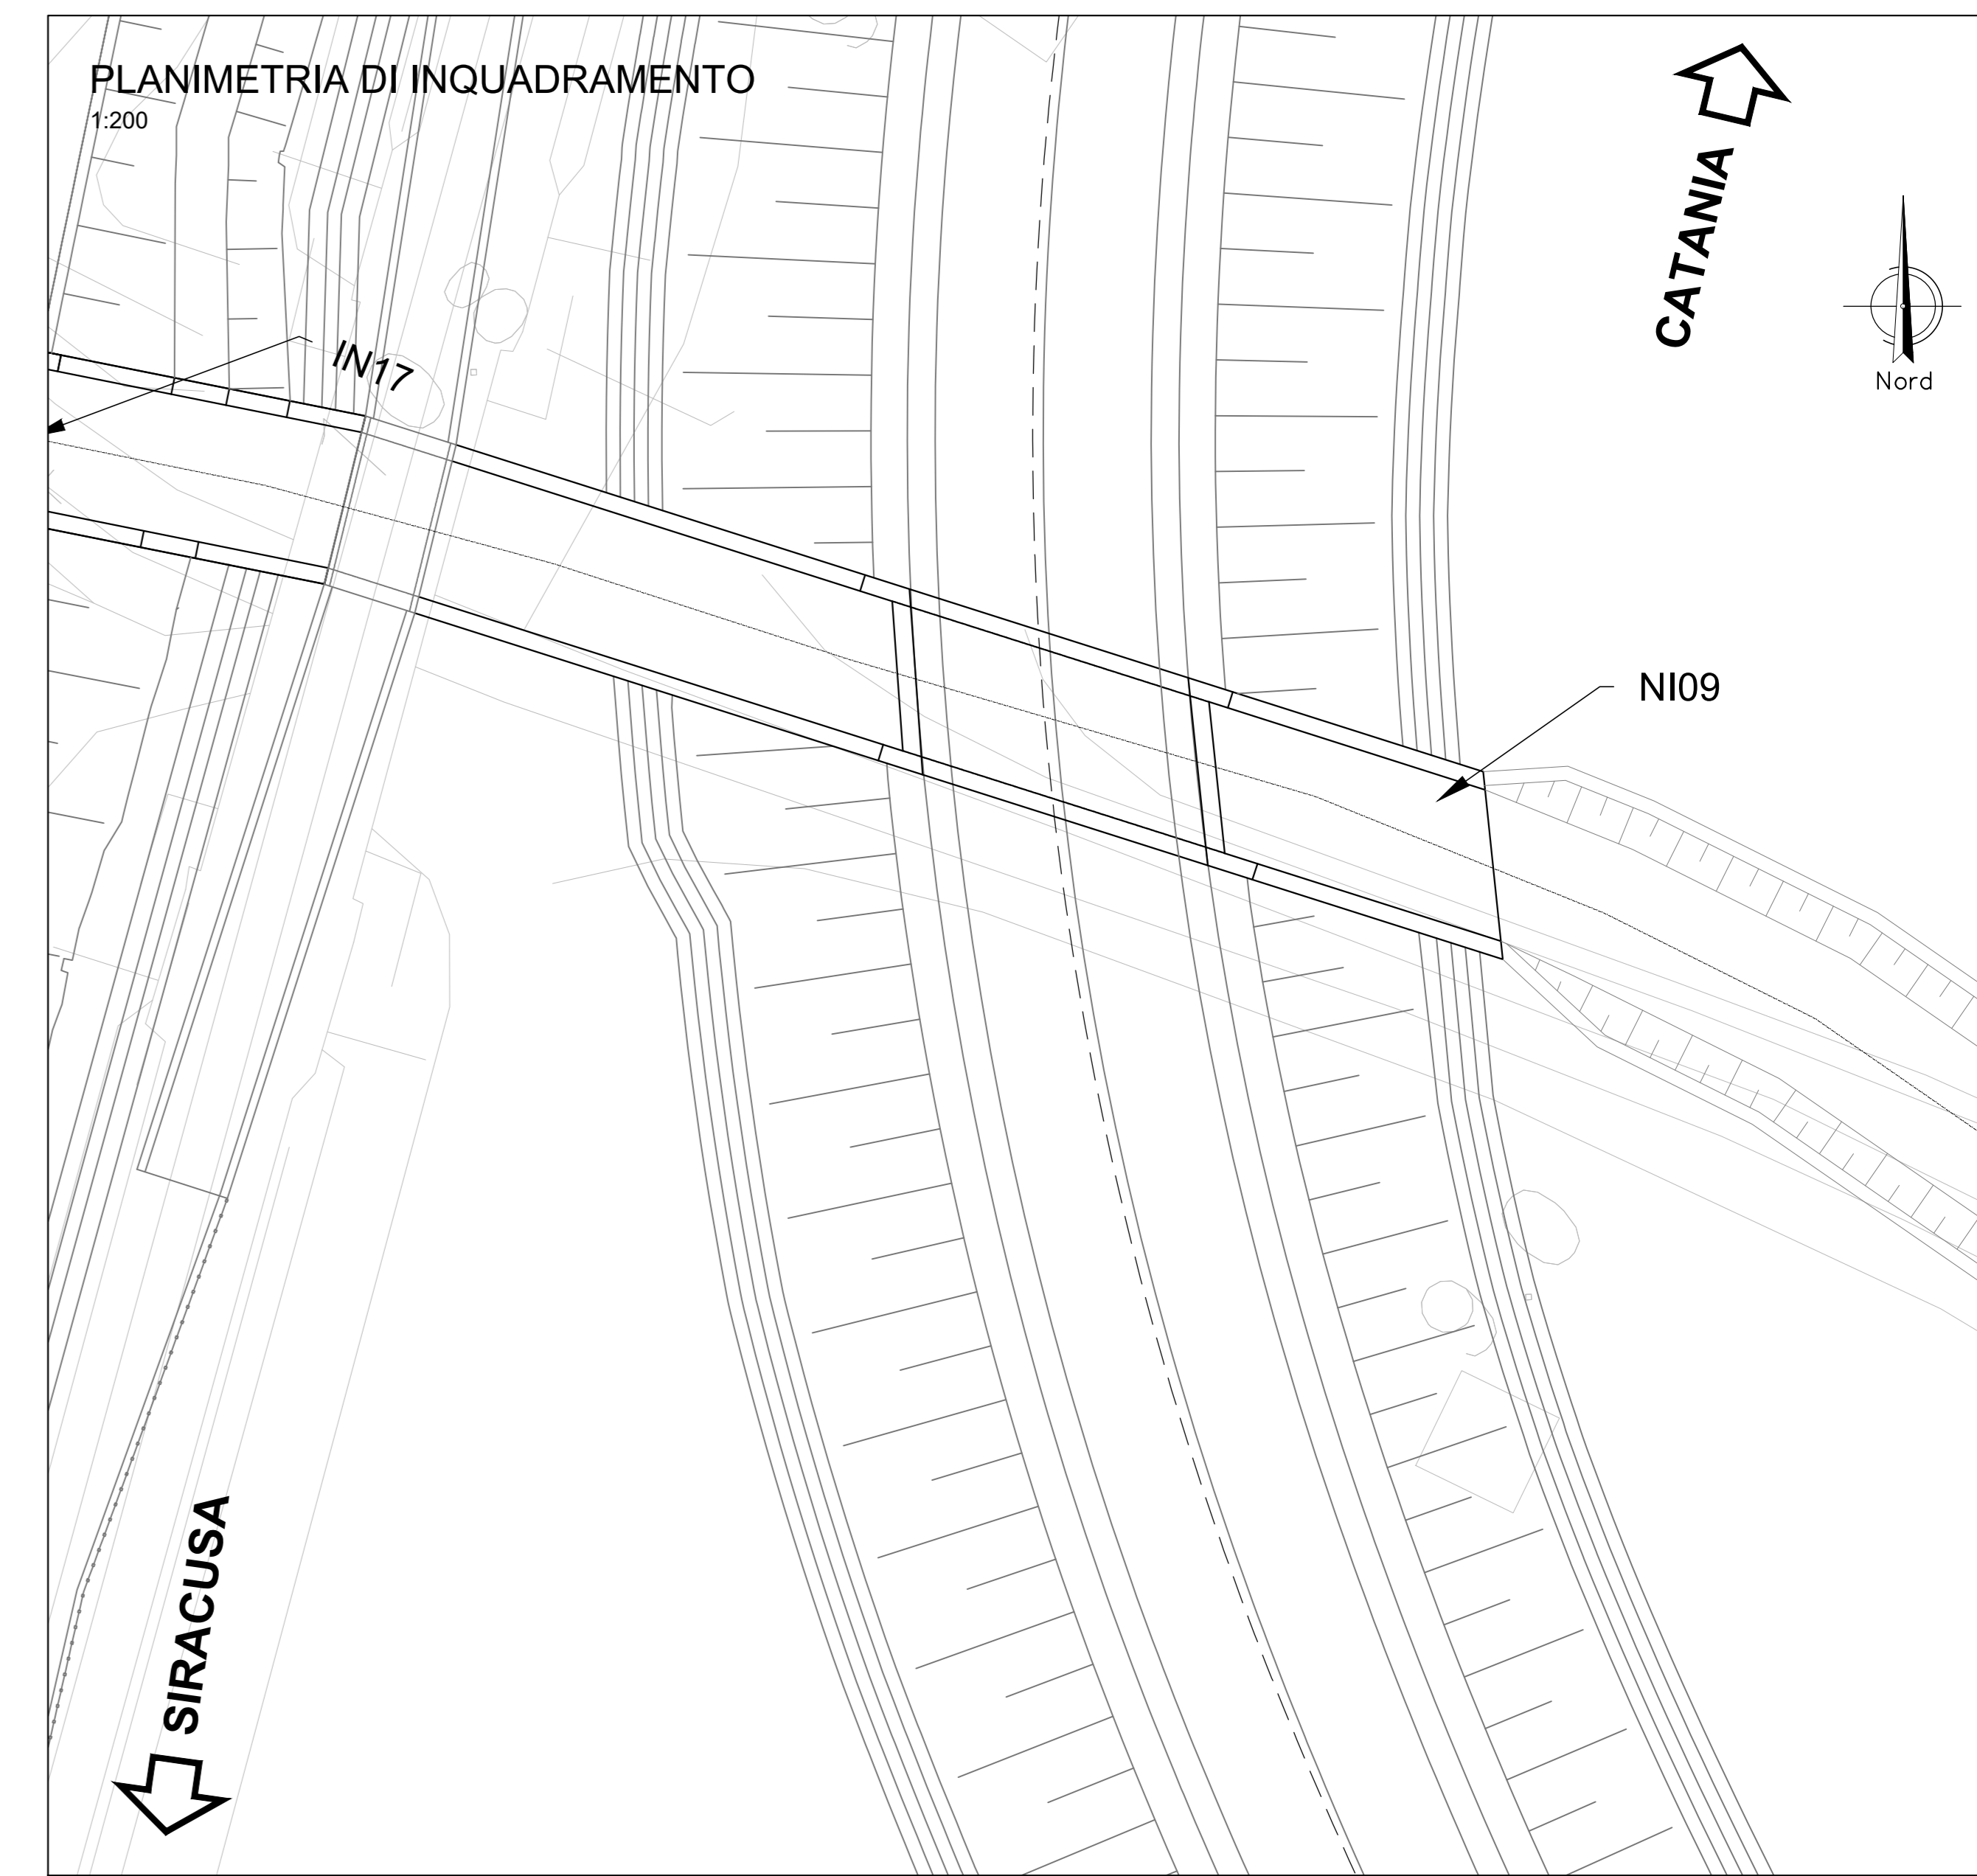 PLANIMETRIA DI INQUADRAMENTO
1:200
CATANIA
Nord
IN17
NI09
SIRACUSA